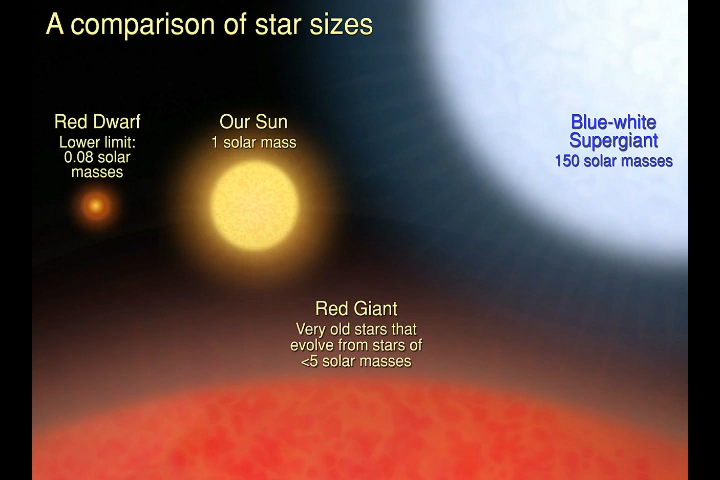 A comparison of star sizes
Red Dwarf
Lower limit:
0.08 solar
masses
Our Sun
1 solar mass
Blue-white
Supergiant
150 solar masses
Red Giant
Very old stars that
evolve from stars of
<5 solar masses